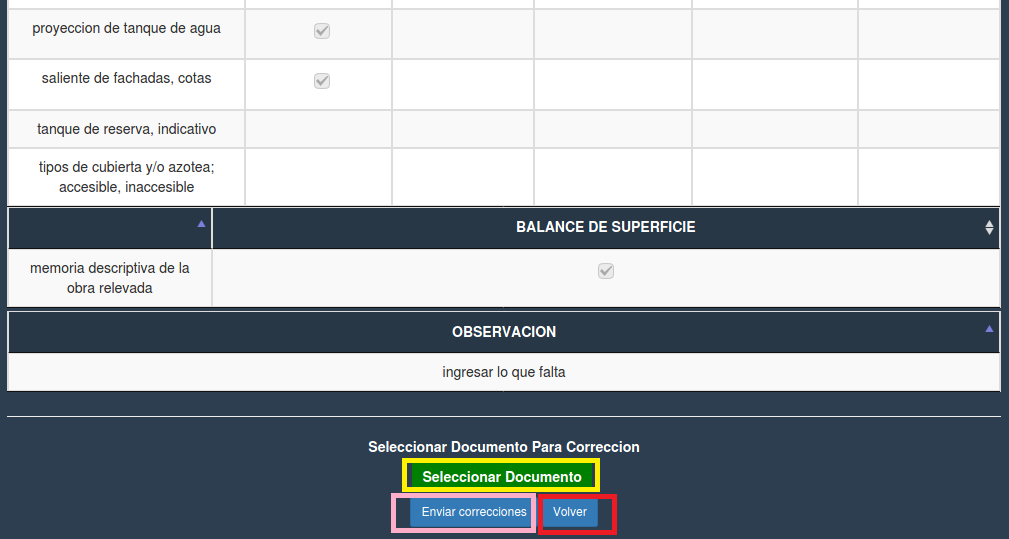 proyeccion de tanque de agua
saliente de fachadas, cotas
tanque de reserva, indicativo
tipos de cubierta y/o azotea;
accesible, inaccesible
BALANCE DE SUPERFICIE
memoria descriptiva de la
obra relevada
OBSERVACION
ingresar lo que falta
Seleccionar Documento Para Correccion
Seleccionar Documento
Enviar correcciones
Volver